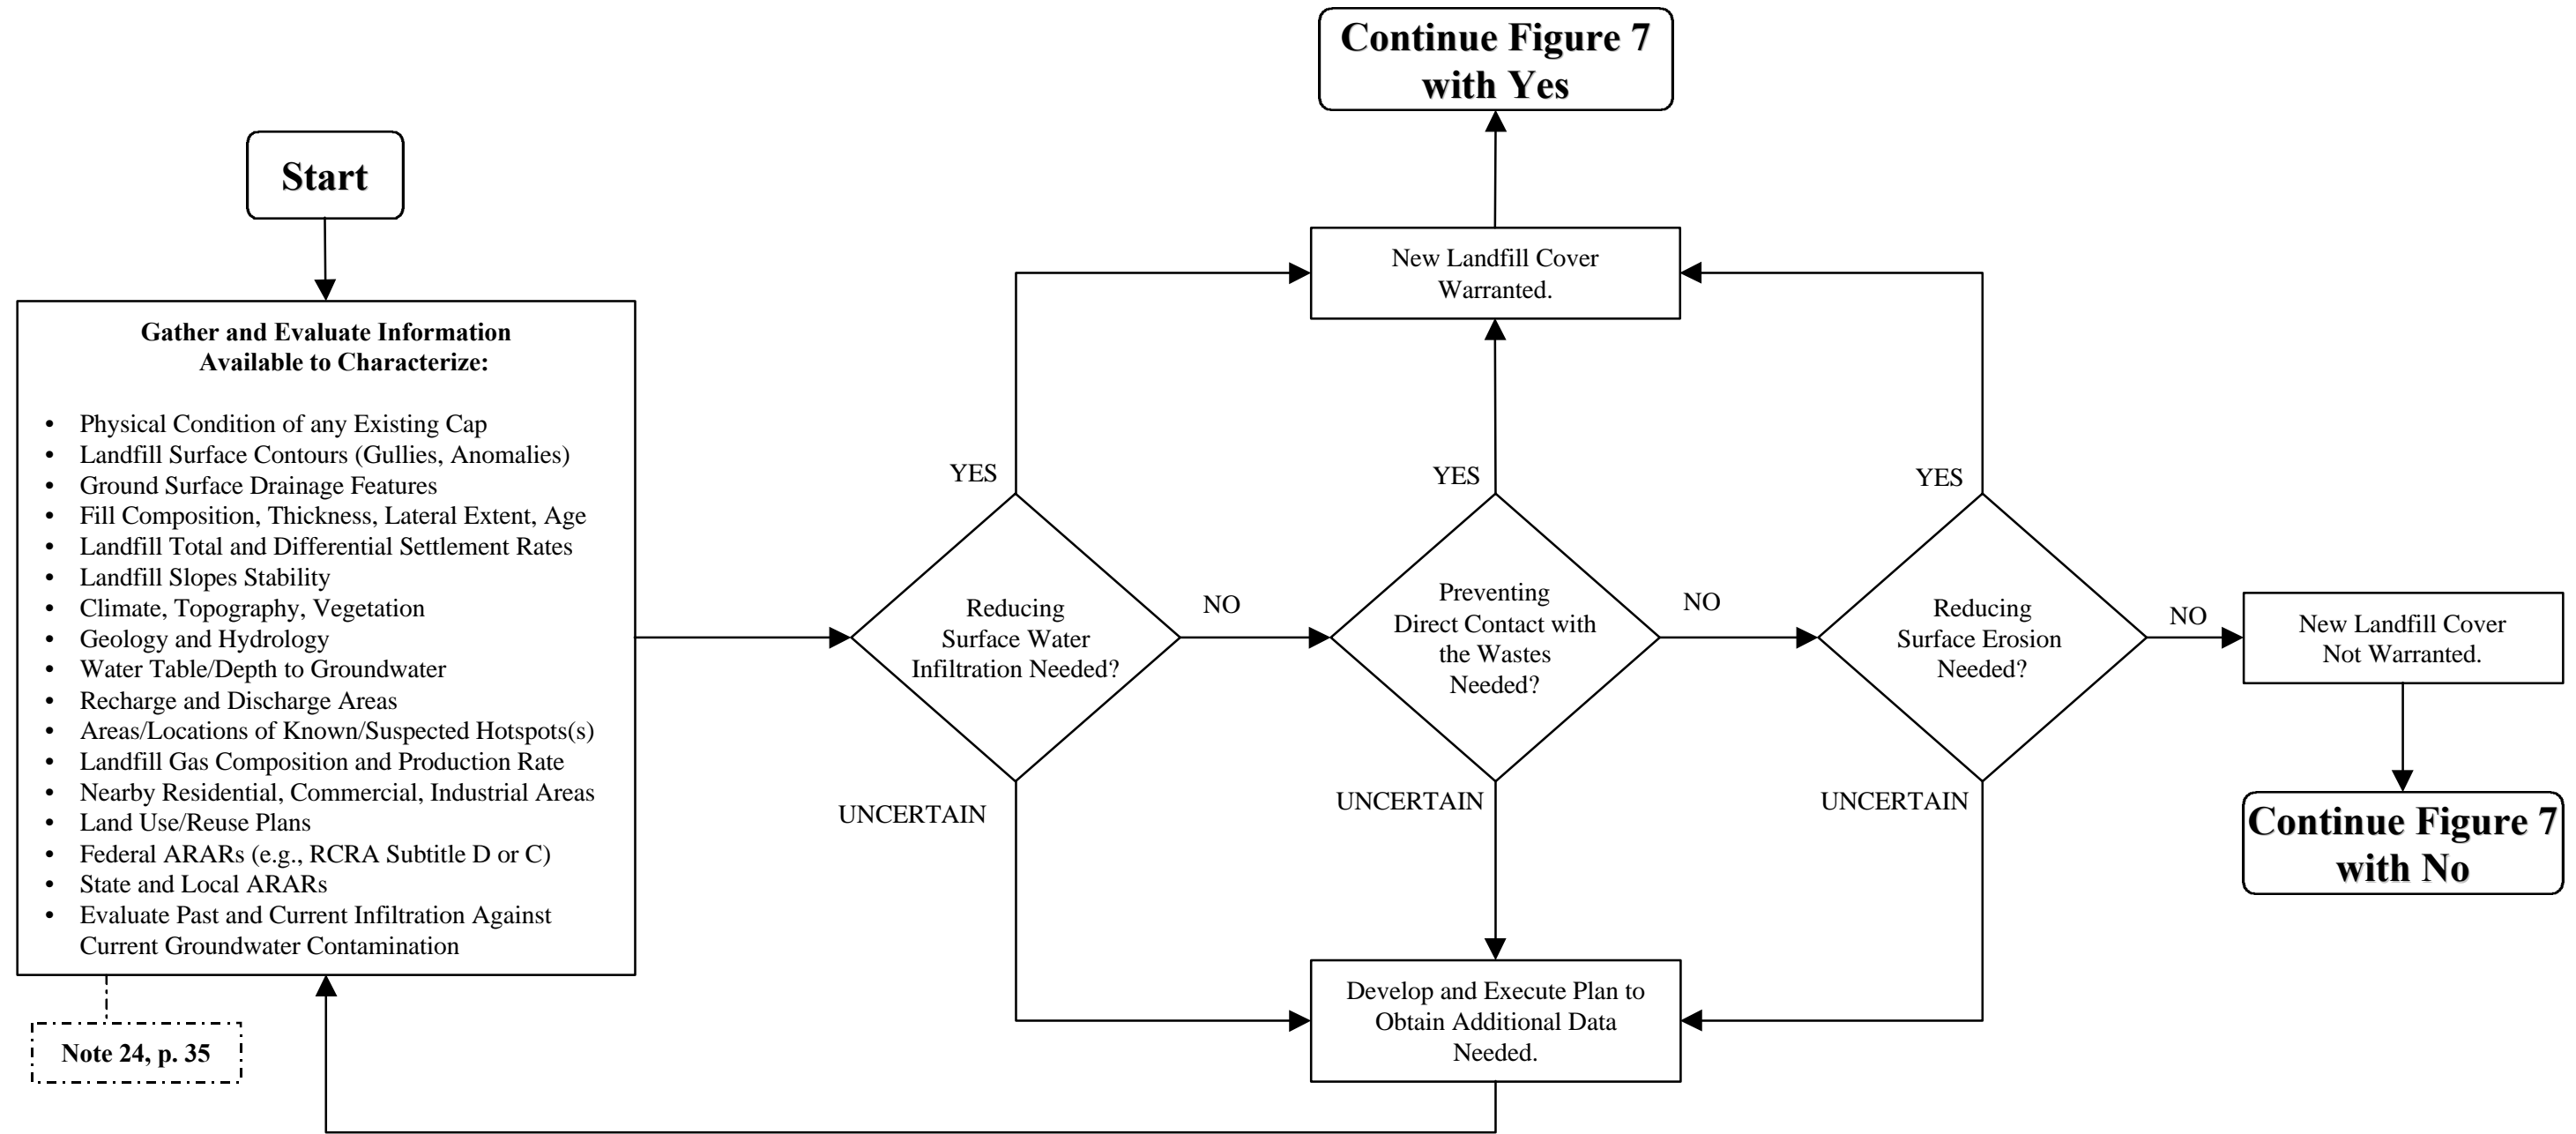 Continue Figure 7
with Yes
Start
New Landfill Cover
Warranted.
Gather and Evaluate Information
Available to Characterize:
• Physical Condition of any Existing Cap
• Landfill Surface Contours (Gullies, Anomalies)
• Ground Surface Drainage Features
• Fill Composition, Thickness, Lateral Extent, Age
• Landfill Total and Differential Settlement Rates
• Landfill Slopes Stability
• Climate, Topography, Vegetation
• Geology and Hydrology
• Water Table/Depth to Groundwater
• Recharge and Discharge Areas
• Areas/Locations of Known/Suspected Hotspots(s)
• Landfill Gas Composition and Production Rate
• Nearby Residential, Commercial, Industrial Areas
• Land Use/Reuse Plans
• Federal ARARs (e.g., RCRA Subtitle D or C)
• State and Local ARARs
• Evaluate Past and Current Infiltration Against
Current Groundwater Contamination
Note 24, p. 35
YES
Reducing
Surface Water
Infiltration Needed?
NO
UNCERTAIN
YES
Preventing
Direct Contact with
the Wastes
Needed?
NO
UNCERTAIN
YES
Reducing
Surface Erosion
Needed?
NO
UNCERTAIN
New Landfill Cover
Not Warranted.
Continue Figure 7
with No
Develop and Execute Plan to
Obtain Additional Data
Needed.